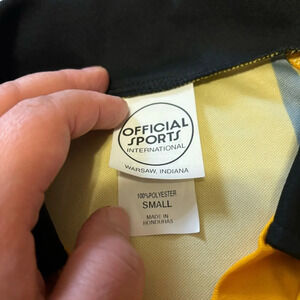 OFFICIAL
SPORTS
INTERNATIONAL
WARSAW, INDIANA
100% POLYESTER
SMALL
MADE IN
HONDURAS